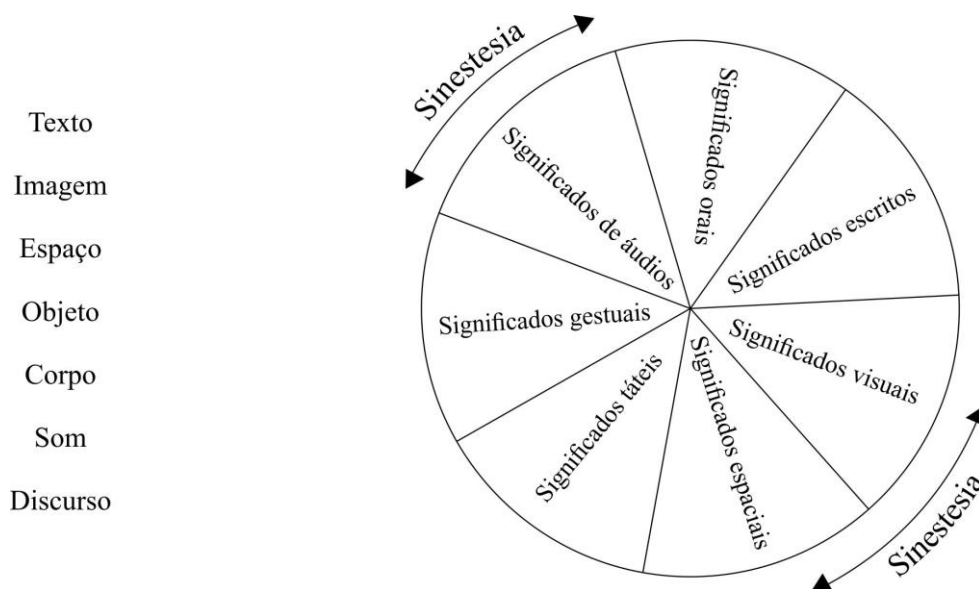 Texto
Imagem
Espaço
Objeto
Corpo
Som
Discurso
Sinestesia
Significados orais
Significados escritos
Significados de áudios
Significados gestuais
Significados visuais
Significados táteis
Significados espaciais
Sinestesia